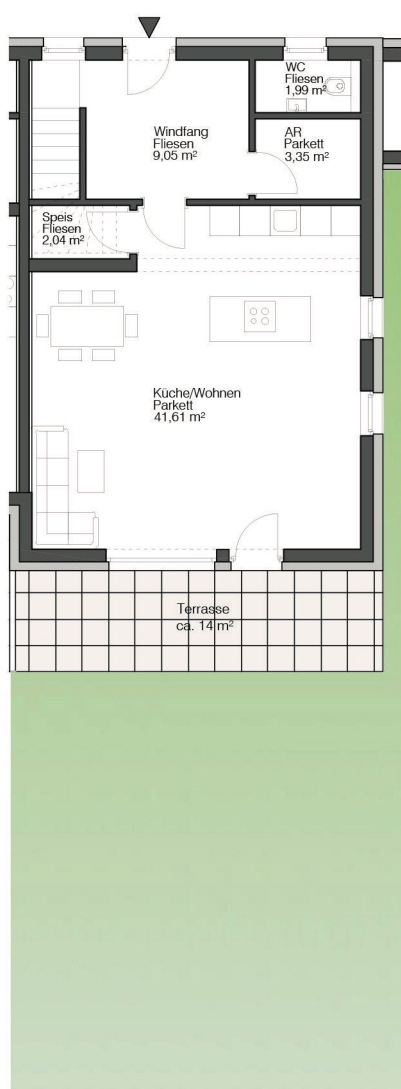 WC
Fliesen
1,99 m²
Windfang
Fliesen
9,05 m²
AR
Parkett
3,35 m²
Speis
Fliesen
2,04 m²
Küche/Wohnen
Parkett
41,61 m²
Terrasse
ca. 14 m²